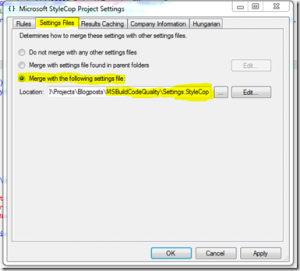 Microsoft StyleCop Project Settings
Rules Settings Files Results Caching Company Information Hungarian
Determines how to merge these settings with other settings files.
Do not merge with any other settings files
Merge with settings file found in parent folders Edit...
Merge with the following settings file:
Location: \Projects\Blogposts\MSBuildCodeQuality\Settings.StyleCop ... Edit...
OK Cancel Apply